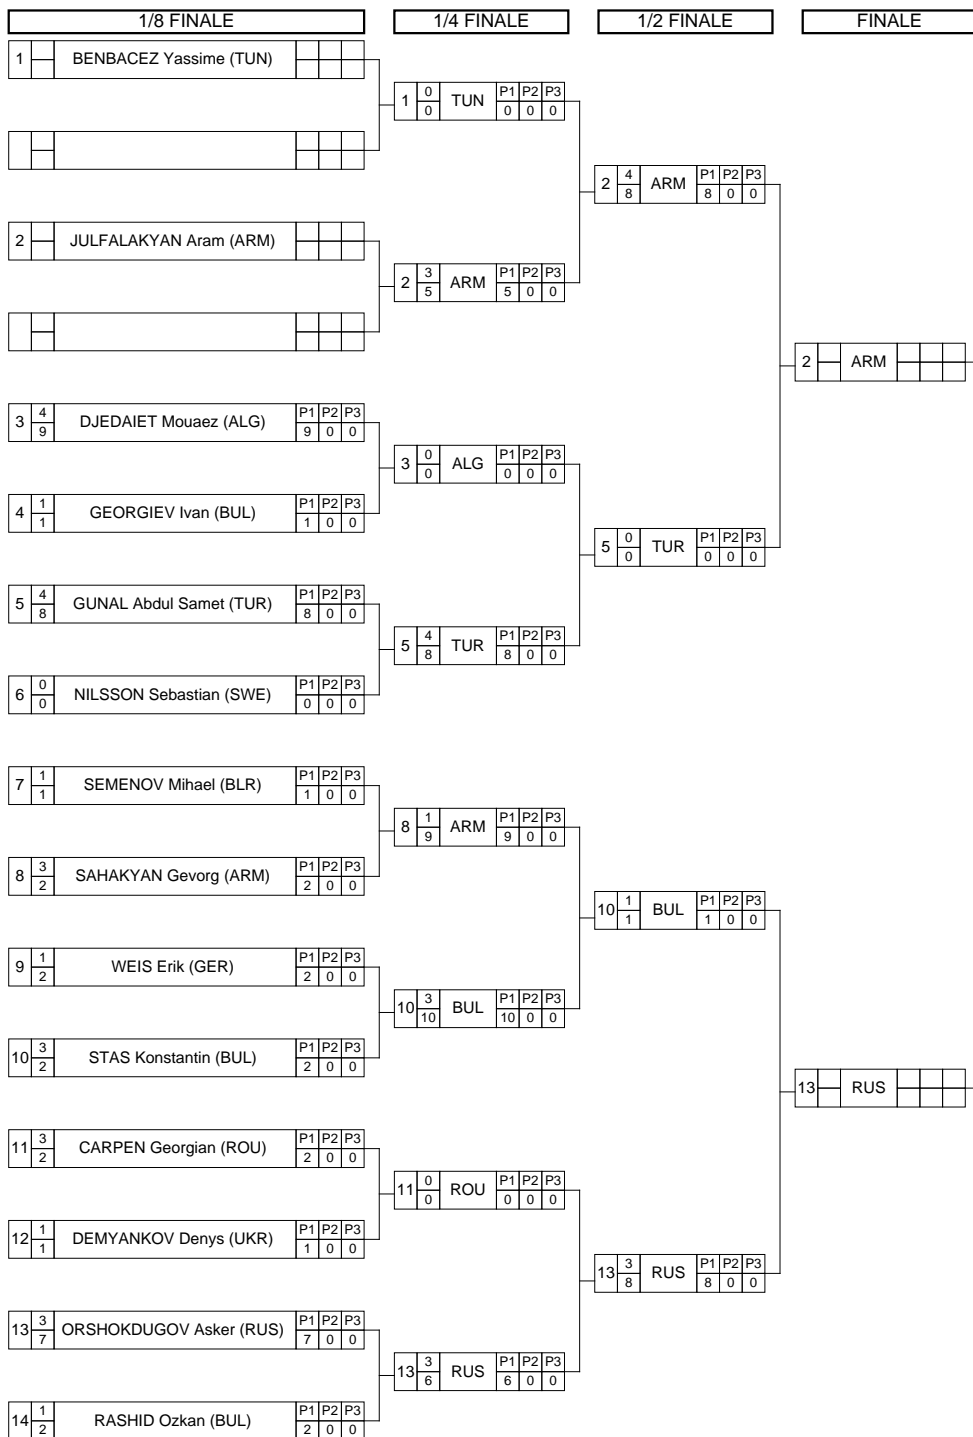 1/8 FINALE 1/4 FINALE 1/2 FINALE FINALE
1 BENBACEZ Yassime (TUN)
1 0 TUN P1 P2 P3
0 0 0 0
2 4 ARM P1 P2 P3
8 8 0 0
2 JULFALAKYAN Aram (ARM)
2 3 ARM P1 P2 P3
5 5 0 0
2 ARM
3 4 DJEDAIET Mouaez (ALG) P1 P2 P3
9 9 0 0
3 0 ALG P1 P2 P3
0 0 0 0
4 1 GEORGIEV Ivan (BUL) P1 P2 P3
1 1 0 0
5 0 TUR P1 P2 P3
0 0 0 0
5 4 GUNAL Abdul Samet (TUR) P1 P2 P3
8 8 0 0
5 4 TUR P1 P2 P3
8 8 0 0
6 0 NILSSON Sebastian (SWE) P1 P2 P3
0 0 0 0
7 1 SEMENOV Mihael (BLR) P1 P2 P3
1 1 0 0
8 1 ARM P1 P2 P3
9 9 0 0
8 3 SAHAKYAN Gevorg (ARM) P1 P2 P3
2 2 0 0
10 1 BUL P1 P2 P3
1 1 0 0
9 1 WEIS Erik (GER) P1 P2 P3
2 2 0 0
10 3 BUL P1 P2 P3
10 10 0 0
10 3 STAS Konstantin (BUL) P1 P2 P3
2 2 0 0
13 RUS
11 3 CARPEN Georgian (ROU) P1 P2 P3
2 2 0 0
11 0 ROU P1 P2 P3
0 0 0 0
12 1 DEMYANKOV Denys (UKR) P1 P2 P3
1 1 0 0
13 3 RUS P1 P2 P3
8 8 0 0
13 3 ORSHOKDUGOV Asker (RUS) P1 P2 P3
7 7 0 0
13 3 RUS P1 P2 P3
6 6 0 0
14 1 RASHID Ozkan (BUL) P1 P2 P3
2 2 0 0